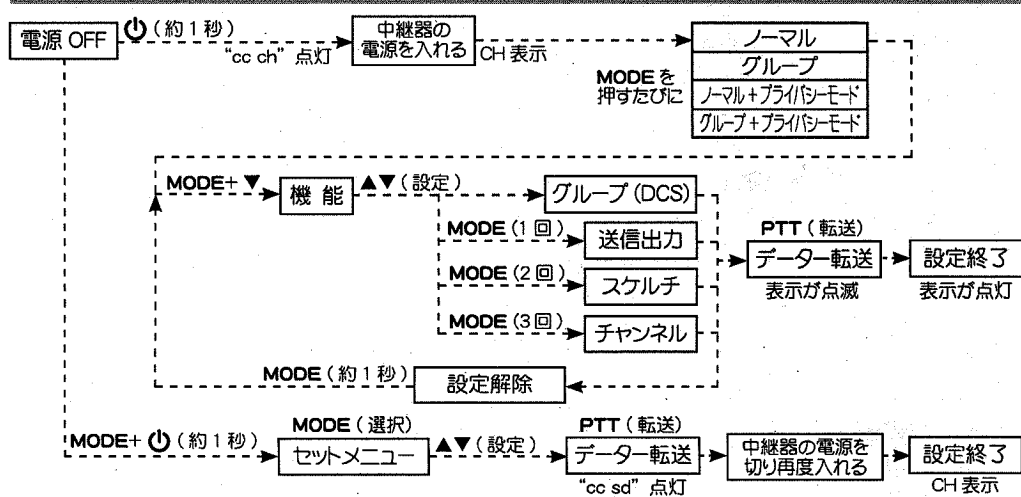 電源 OFF
⏻(約1秒)
"cc ch" 点灯
中継器の
電源を入れる
CH 表示
MODE を
押すたびに
ノーマル
グループ
ノーマル+プライバシーモード
グループ+プライバシーモード
MODE+ ▼
機 能
▲▼(設定)
グループ (DCS)
MODE (1回)
送信出力
MODE (2回)
スケルチ
MODE (3回)
チャンネル
PTT (転送)
データー転送
表示が点滅
設定終了
表示が点灯
MODE (約1秒)
設定解除
MODE+ ⏻(約1秒)
MODE (選択)
セットメニュー
▲▼(設定)
PTT (転送)
データー転送
"cc sd" 点灯
中継器の電源を
切り再度入れる
設定終了
CH 表示